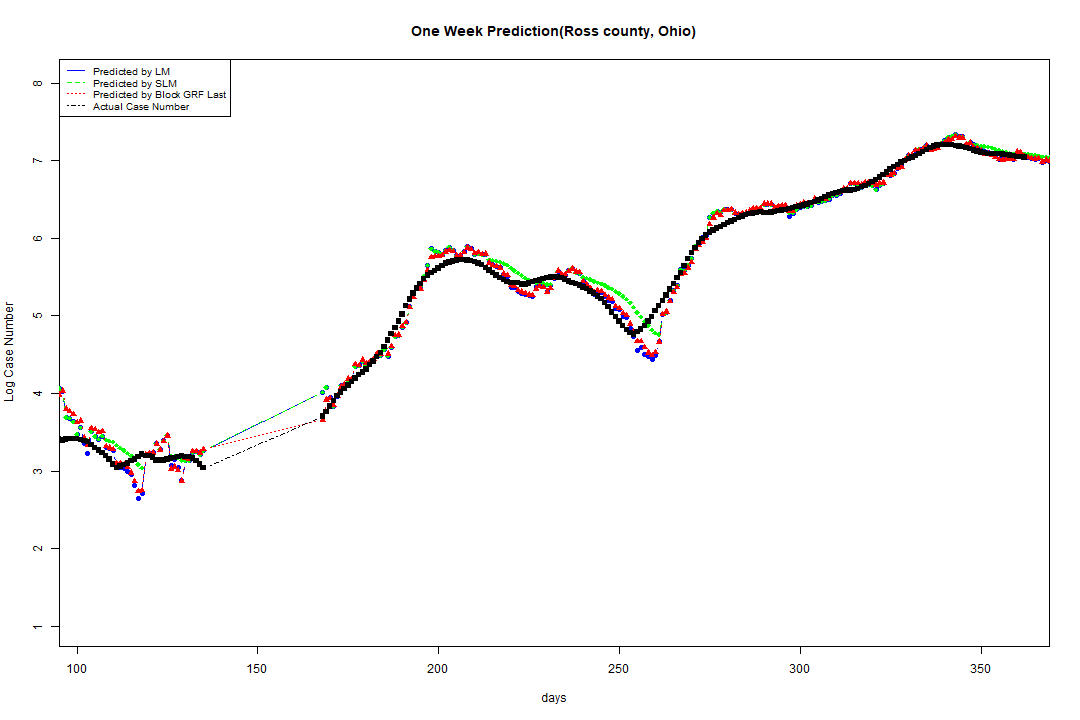 One Week Prediction(Ross county, Ohio)
Predicted by LM
Predicted by SLM
Predicted by Block GRF Last
Actual Case Number
8
7
6
5
4
3
2
1
Log Case Number
100 150 200 250 300 350
days